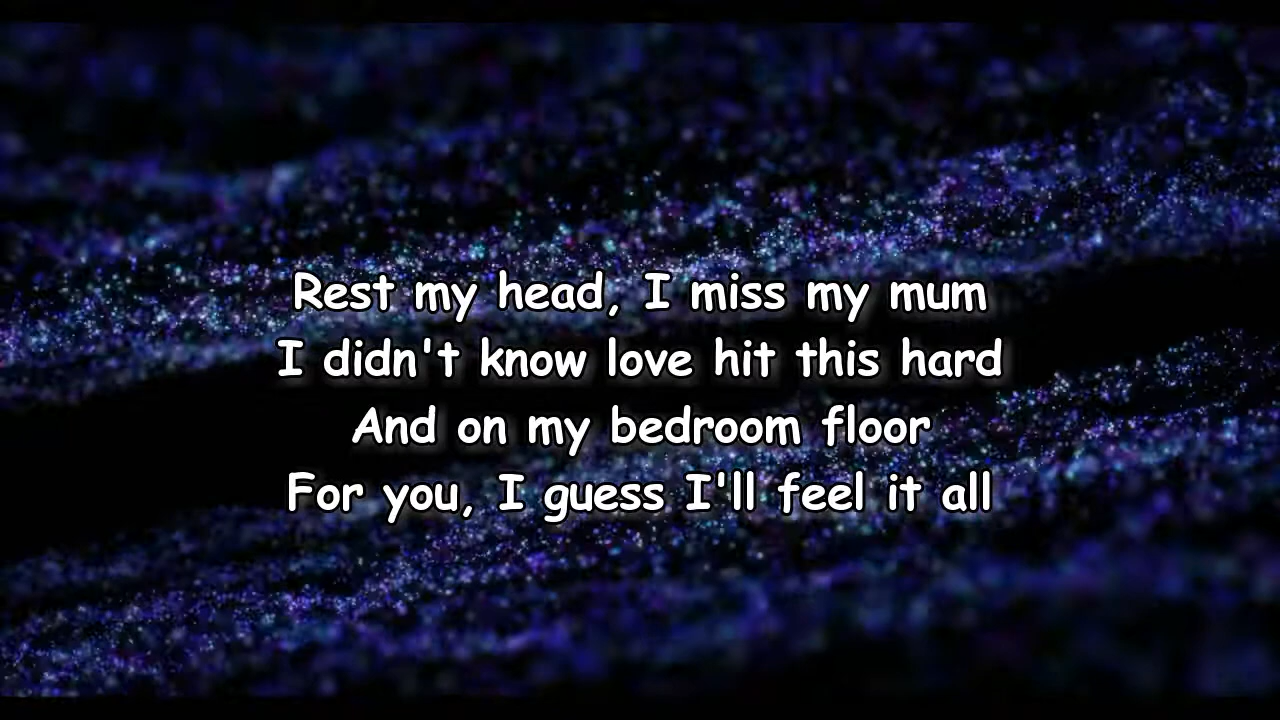 Rest my head, I miss my mum
I didn't know love hit this hard
And on my bedroom floor
For you, I guess I'll feel it all